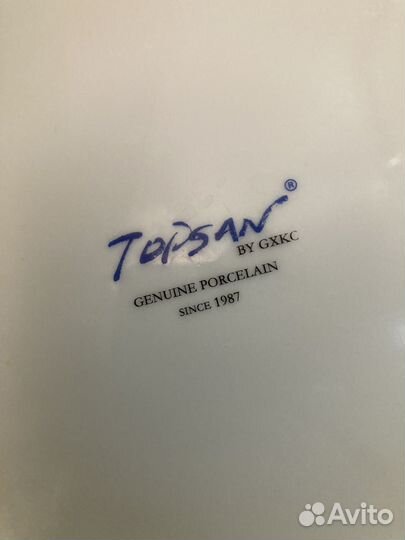 TOPSAN ®
BY GXKC
GENUINE PORCELAIN
SINCE 1987
Avito